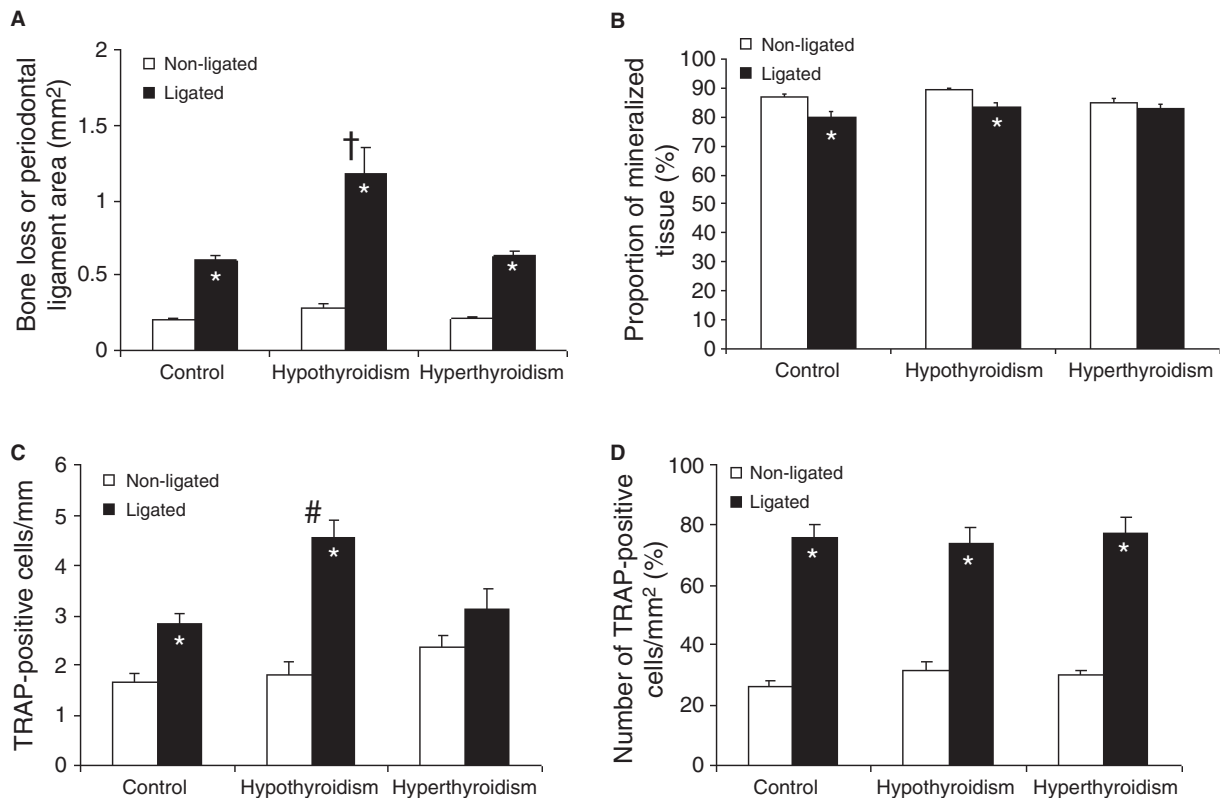 A
Bone loss or periodontal
ligament area (mm²)
2
1.5
1
0.5
0
Non-ligated
Ligated
*
†
*
*
Control Hypothyroidism Hyperthyroidism
B
Proportion of mineralized
tissue (%)
100
90
80
70
60
50
40
30
20
10
0
Non-ligated
Ligated
*
*
Control Hypothyroidism Hyperthyroidism
C
TRAP-positive cells/mm
6
5
4
3
2
1
0
Non-ligated
Ligated
*
#
*
Control Hypothyroidism Hyperthyroidism
D
Number of TRAP-positive
cells/mm² (%)
100
80
60
40
20
0
Non-ligated
Ligated
*
*
*
Control Hypothyroidism Hyperthyroidism